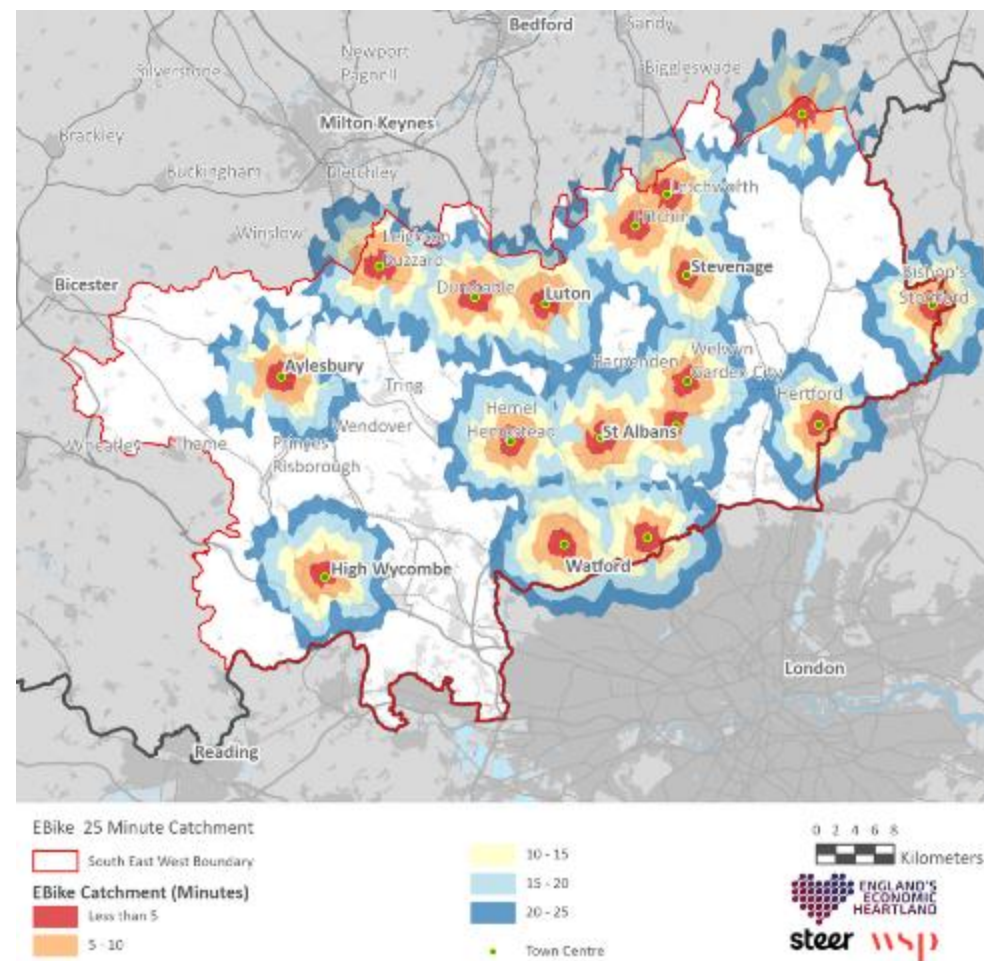 Bedford
Sandy
Newport
Pagnell
Silverstone
Biggleswade
Milton Keynes
Brackley
Buckingham
Bletchley
Letchworth
Hitchin
Winslow
Leighton
Buzzard
Stevenage
Bishop's
Stortford
Bicester
Dunstable
Luton
Harpenden
Welwyn
Garden City
Aylesbury
Tring
Hertford
Hemel
Hempstead
St Albans
Wendover
Wheatley
Thame
Princes
Risborough
High Wycombe
Watford
London
Reading
EBike 25 Minute Catchment
South East West Boundary
EBike Catchment (Minutes)
Less than 5
5 - 10
10 - 15
15 - 20
20 - 25
Town Centre
0 2 4 6 8
Kilometers
ENGLAND'S
ECONOMIC
HEARTLAND
steer wsp